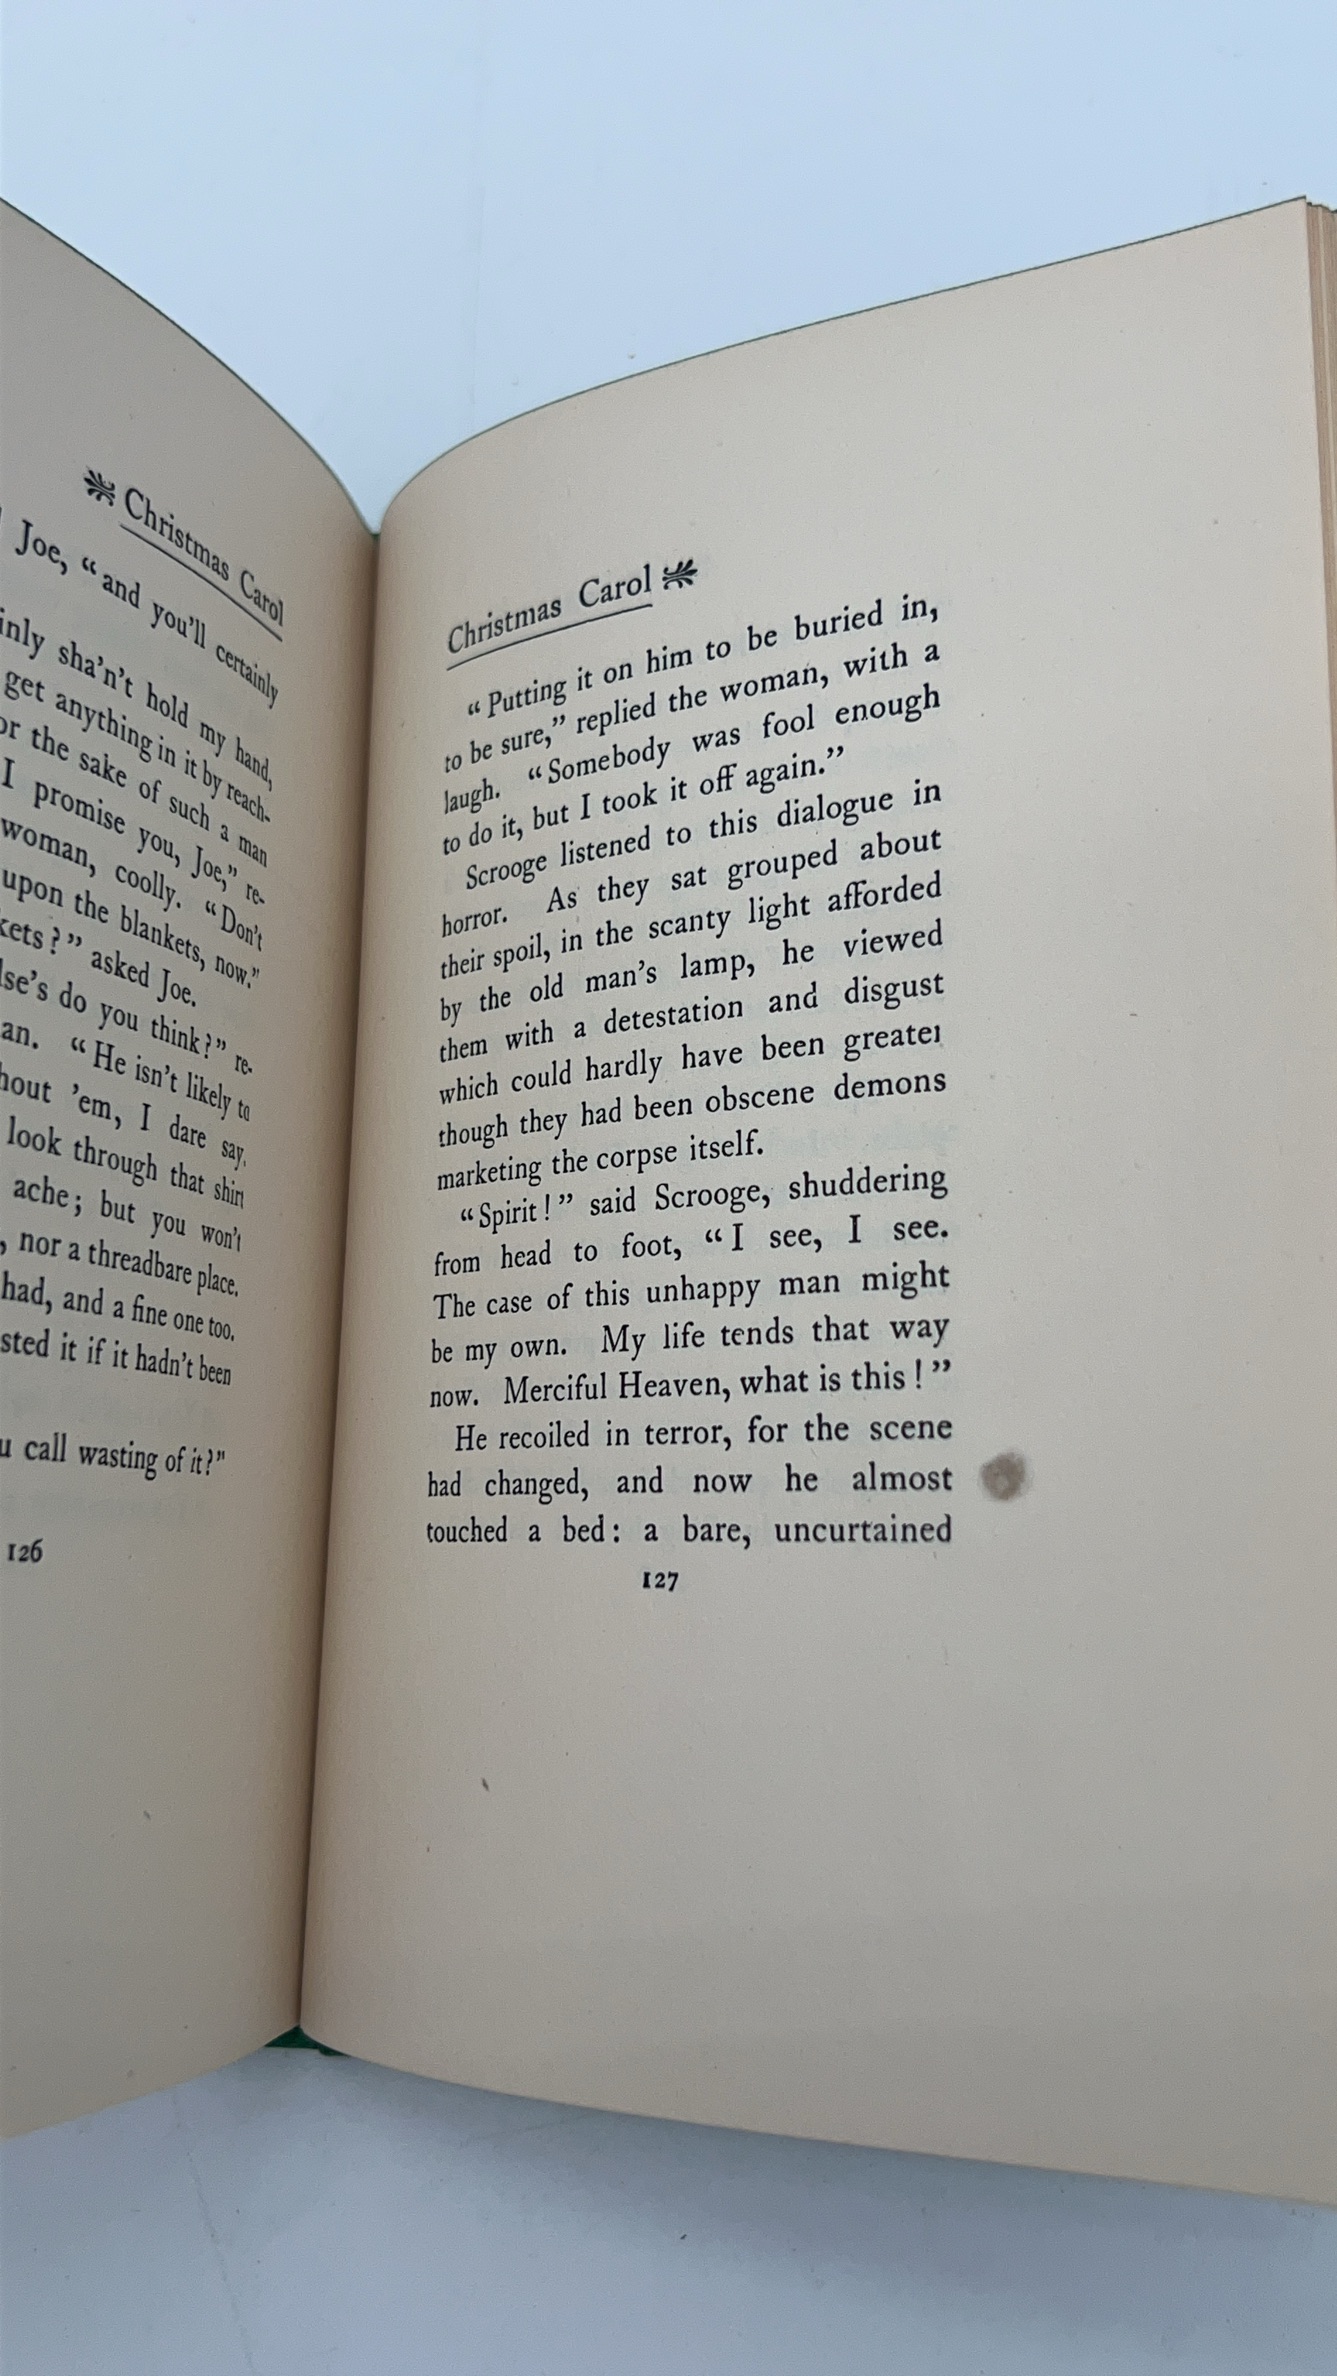 Christmas Carol
Joe, “and you'll certainly
sha'n't hold my hand,
get anything in it by reach-
the sake of such a man
I promise you, Joe,” re-
woman, coolly. “Don't
upon the blankets, now.”
asked Joe.
do you think?” re-
“He isn't likely to
'em, I dare say.
look through that shirt
ache; but you won't
nor a threadbare place.
had, and a fine one too.
it if it hadn't been
call wasting of it?”
126
Christmas Carol
“Putting it on him to be buried in,
to be sure,” replied the woman, with a
laugh. “Somebody was fool enough
to do it, but I took it off again.”
Scrooge listened to this dialogue in
horror. As they sat grouped about
their spoil, in the scanty light afforded
by the old man's lamp, he viewed
them with a detestation and disgust
which could hardly have been greater
though they had been obscene demons
marketing the corpse itself.
“Spirit!” said Scrooge, shuddering
from head to foot, “I see, I see.
The case of this unhappy man might
be my own. My life tends that way
now. Merciful Heaven, what is this!”
He recoiled in terror, for the scene
had changed, and now he almost
touched a bed: a bare, uncurtained
127